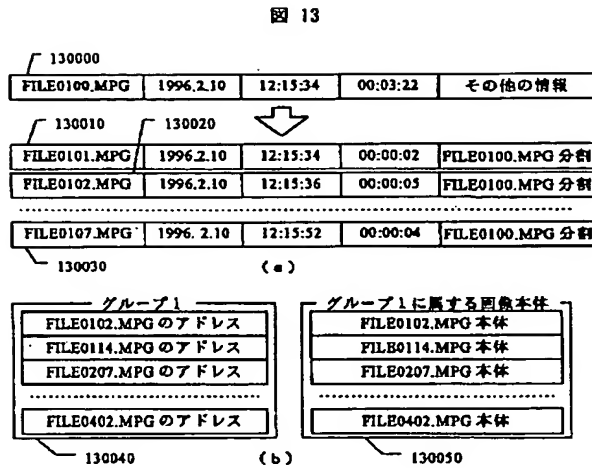 図 13
130000
FILE0100.MPG 1996.2.10 12:15:34 00:03:22 その他の情報
130010 130020
FILE0101.MPG 1996.2.10 12:15:34 00:00:02 FILE0100.MPG 分割
FILE0102.MPG 1996.2.10 12:15:36 00:00:05 FILE0100.MPG 分割
FILE0107.MPG 1996. 2.10 12:15:52 00:00:04 FILE0100.MPG 分割
130030 (a)
グループ1 グループ1に属する画像本体
FILE0102.MPG のアドレス FILE0102.MPG 本体
FILE0114.MPG のアドレス FILE0114.MPG 本体
FILE0207.MPG のアドレス FILE0207.MPG 本体
FILE0402.MPG のアドレス FILE0402.MPG 本体
130040 (b) 130050